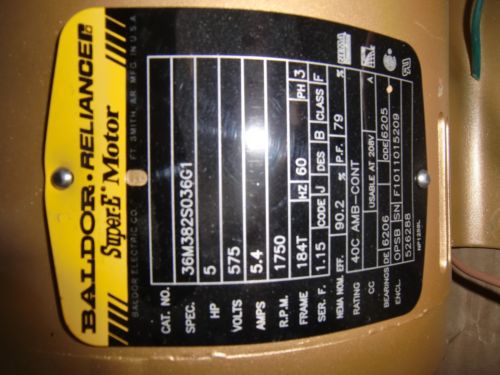 BALDOR · RELIANCE
Super-E Motor
BALDOR ELECTRIC CO. FT. SMITH, AR. MFG. IN U.S.A.
CAT. NO.
SPEC. 36M382S036G1
HP 5
VOLTS 575
AMPS 5.4
R.P.M. 1750
FRAME 184T HZ 60 PH 3
SER. F. 1.15 CODE J DES B CLASS F
NEMA NOM. EFF. 90.2 % P.F. 79 %
RATING 40C AMB-CONT
CC USABLE AT 208V A
BEARINGS DE 6206 ODE 6205
ENCL. OPSB SN F1011015209
526288